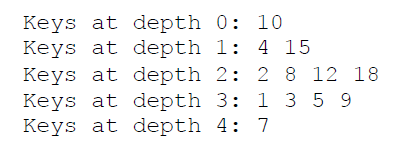 Keys at depth 0: 10
Keys at depth 1: 4 15
Keys at depth 2: 2 8 12 18
Keys at depth 3: 1 3 5 9
Keys at depth 4: 7